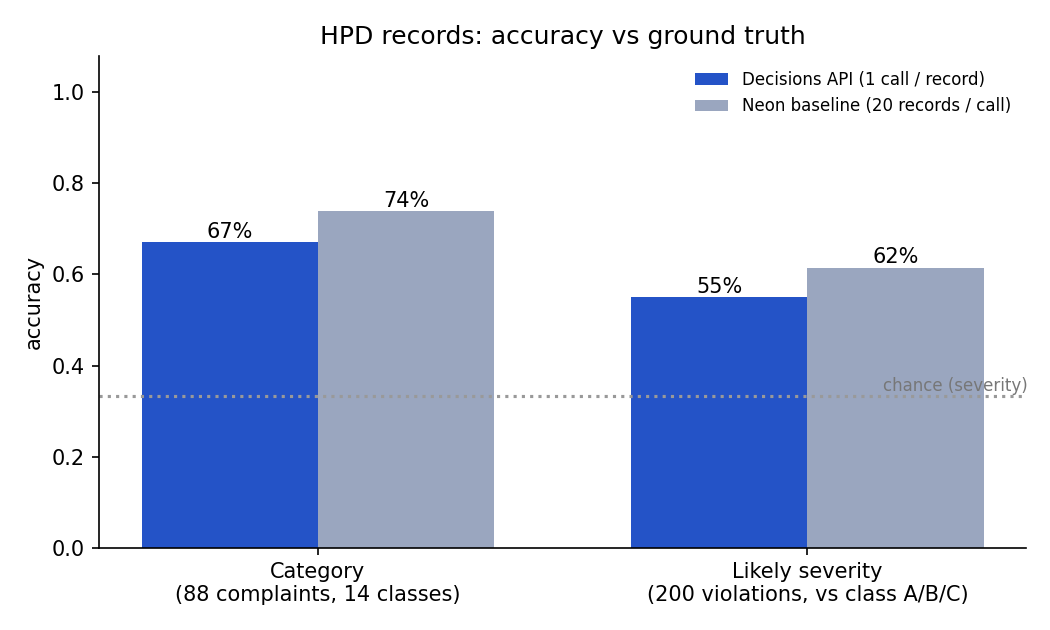 HPD records: accuracy vs ground truth
Decisions API (1 call / record)
Neon baseline (20 records / call)
accuracy
1.0
0.8
0.6
0.4
0.2
0.0
67%
74%
55%
62%
chance (severity)
Category
(88 complaints, 14 classes)
Likely severity
(200 violations, vs class A/B/C)